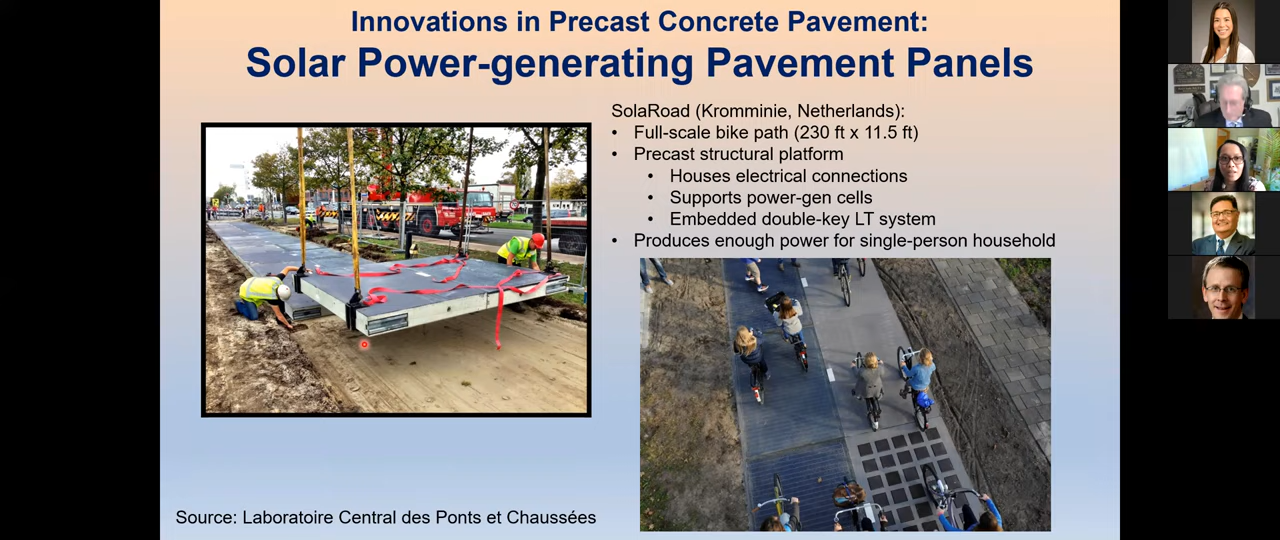 Innovations in Precast Concrete Pavement:
Solar Power-generating Pavement Panels
SolaRoad (Kromminie, Netherlands):
• Full-scale bike path (230 ft x 11.5 ft)
• Precast structural platform
• Houses electrical connections
• Supports power-gen cells
• Embedded double-key LT system
• Produces enough power for single-person household
Source: Laboratoire Central des Ponts et Chaussées